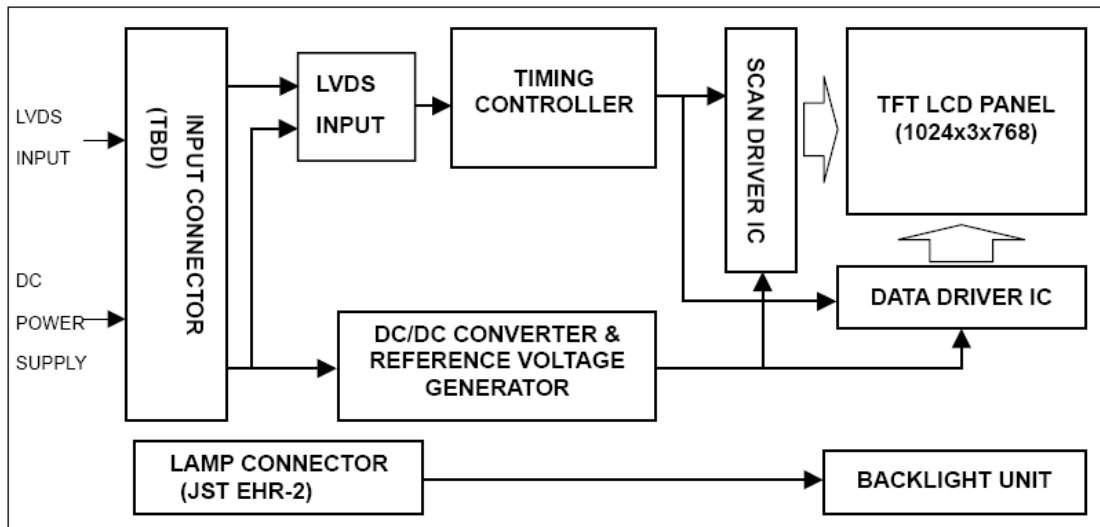 LVDS
INPUT
DC
POWER
SUPPLY
INPUT CONNECTOR
(TBD)
LVDS
INPUT
TIMING
CONTROLLER
SCAN DRIVER IC
TFT LCD PANEL
(1024x3x768)
DATA DRIVER IC
DC/DC CONVERTER &
REFERENCE VOLTAGE
GENERATOR
LAMP CONNECTOR
(JST EHR-2)
BACKLIGHT UNIT